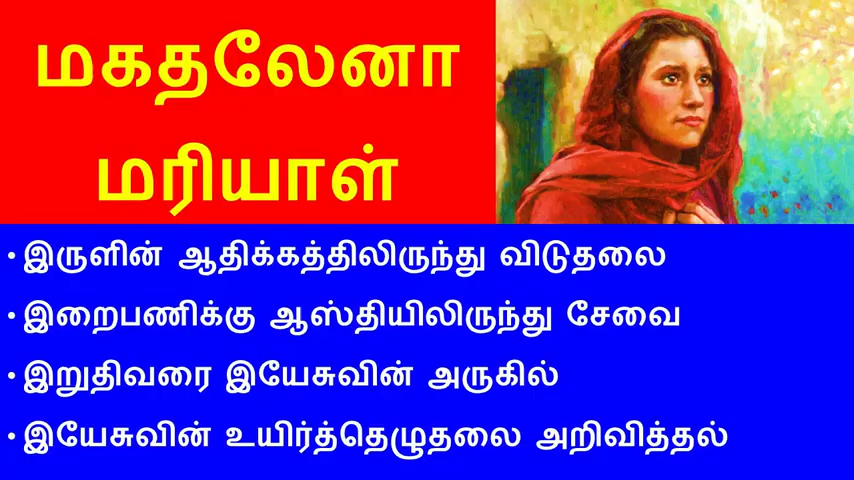 மகதலேனா
மரியாள்
• இருளின் ஆதிக்கத்திலிருந்து விடுதலை
• இறைபணிக்கு ஆஸ்தியிலிருந்து சேவை
• இறுதிவரை இயேசுவின் அருகில்
• இயேசுவின் உயிர்த்தெழுதலை அறிவித்தல்